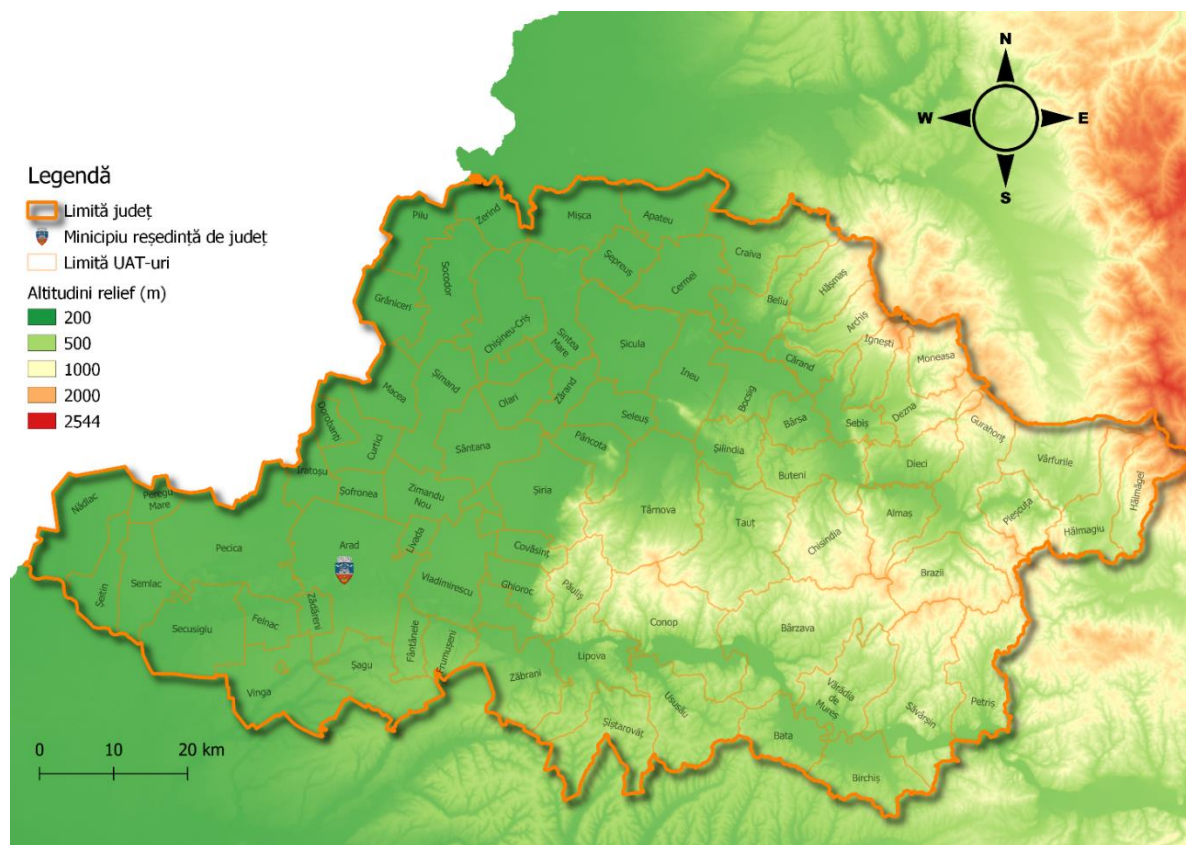 N
W
E
S
Legendă
Limită județ
Minicipiu reședință de județ
Limită UAT-uri
Altitudini relief (m)
200
500
1000
2000
2544
0
10
20 km
Pilu
Zerind
Mișca
Apateu
Socodor
Șepreuș
Craiva
Grăniceri
Cermei
Hășmaș
Beliu
Archiș
Chișineu-Criș
Sintea
Mare
Șicula
Ignești
Moneasa
Cărand
Șimand
Macea
Ineu
Olari
Zărand
Bocsig
Dezna
Dorobanți
Seleuș
Bârsa
Sebiș
Gurahonț
Curtici
Sântana
Pâncota
Șilindia
Dieci
Vârfurile
Iratoșu
Buteni
Hălmăgel
Nădlac
Peregu
Mare
Șofronea
Zimandu
Nou
Șiria
Târnova
Tauț
Almaș
Pleșcuța
Hălmagiu
Pecica
Arad
Livada
Covăsinț
Chisindia
Brazii
Șeitin
Semlac
Vladimirescu
Ghioroc
Păuliș
Secusigiu
Felnac
Zădăreni
Fântânele
Frumușeni
Conop
Bârzava
Șagu
Lipova
Vinga
Zăbrani
Ususău
Vărădia
de
Mureș
Petriș
Șiștarovăț
Săvârșin
Bata
Birchiș